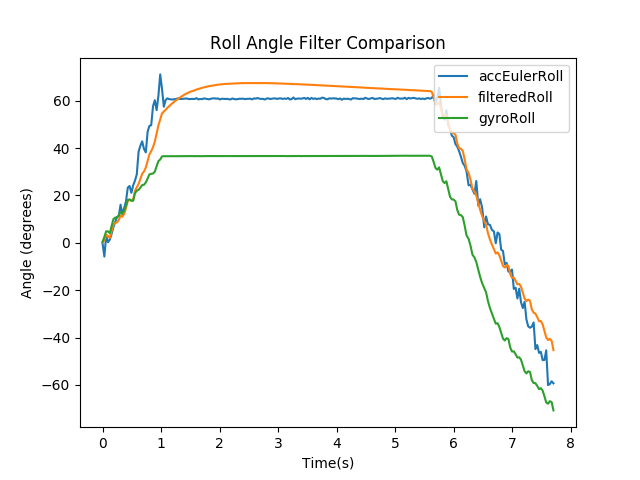 Roll Angle Filter Comparison
accEulerRoll
filteredRoll
gyroRoll
Angle (degrees)
60
40
20
0
−20
−40
−60
0 1 2 3 4 5 6 7 8
Time(s)